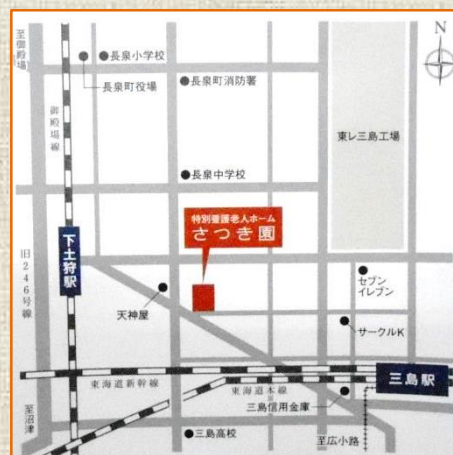 至御殿場
長泉小学校
長泉町役場
長泉町消防署
N
御殿場線
東レ三島工場
長泉中学校
特別養護老人ホーム
さつき園
下土狩駅
旧246号線
天神屋
セブン
イレブン
サークルK
三島駅
東海道新幹線
東海道本線
三島信用金庫
至沼津
三島高校
至広小路